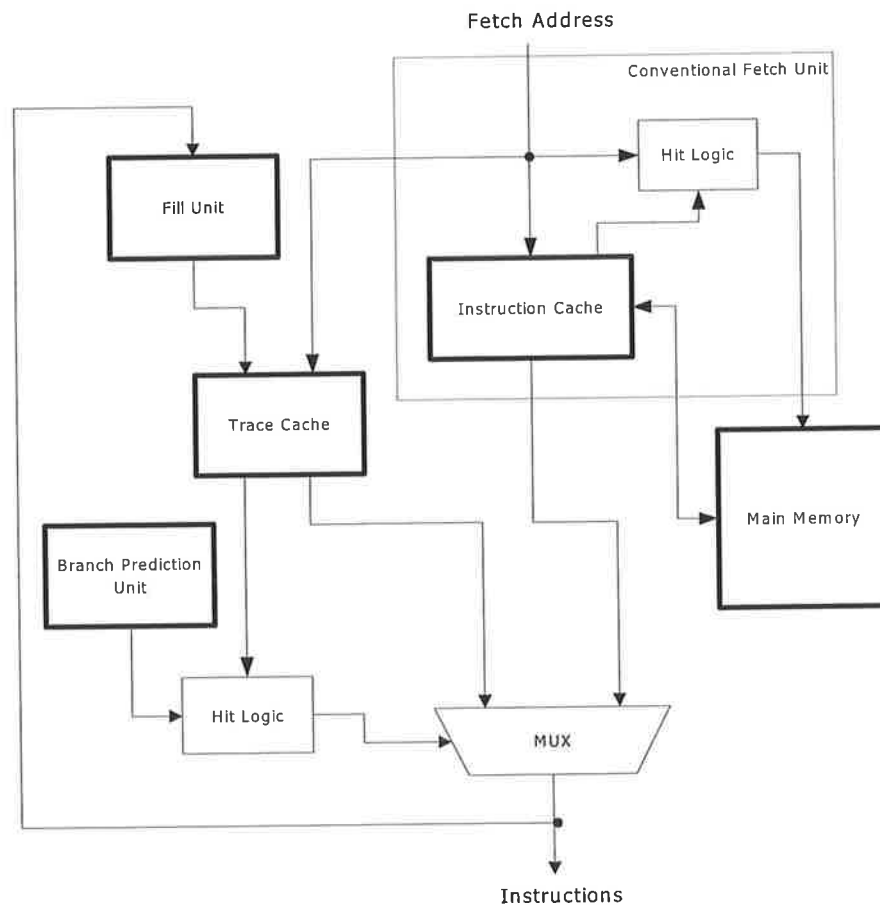 Fetch Address
Conventional Fetch Unit
Hit Logic
Fill Unit
Instruction Cache
Trace Cache
Main Memory
Branch Prediction
Unit
Hit Logic
MUX
Instructions